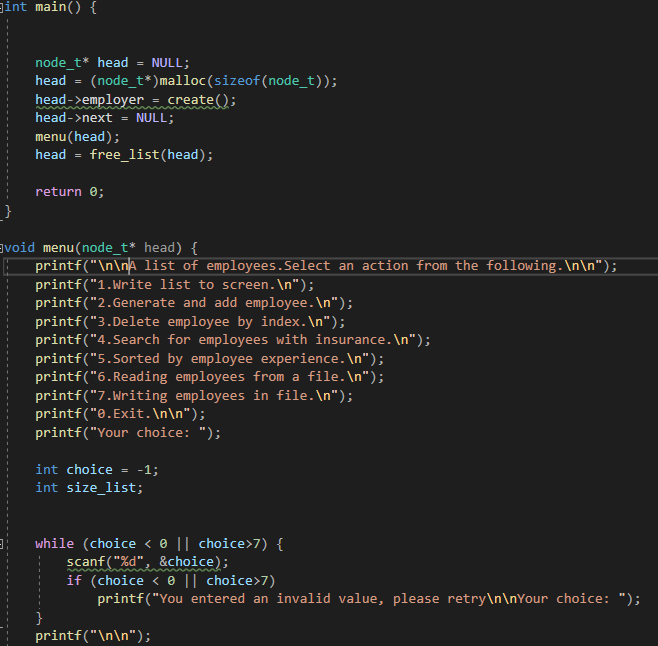 int main() {
node_t* head = NULL;
head = (node_t*)malloc(sizeof(node_t));
head->employer = create();
head->next = NULL;
menu(head);
head = free_list(head);
return 0;
}
void menu(node_t* head) {
printf("\n\nA list of employees.Select an action from the following.\n\n");
printf("1.Write list to screen.\n");
printf("2.Generate and add employee.\n");
printf("3.Delete employee by index.\n");
printf("4.Search for employees with insurance.\n");
printf("5.Sorted by employee experience.\n");
printf("6.Reading employees from a file.\n");
printf("7.Writing employees in file.\n");
printf("0.Exit.\n\n");
printf("Your choice: ");
int choice = -1;
int size_list;
while (choice < 0 || choice>7) {
scanf("%d", &choice);
if (choice < 0 || choice>7)
printf("You entered an invalid value, please retry\n\nYour choice: ");
}
printf("\n\n");